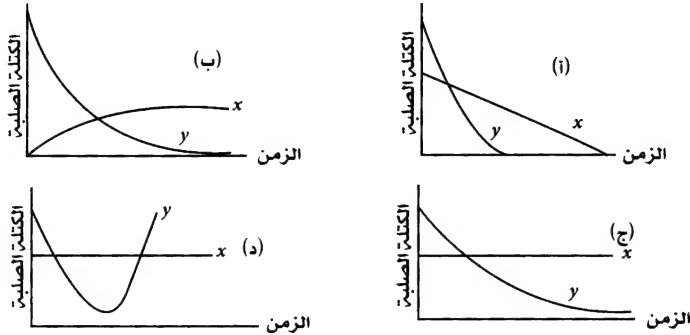 (آ)
الكتلة الصلبة
x
y
الزمن
(ب)
الكتلة الصلبة
x
y
الزمن
(ج)
الكتلة الصلبة
x
y
الزمن
(د)
الكتلة الصلبة
y
x
الزمن